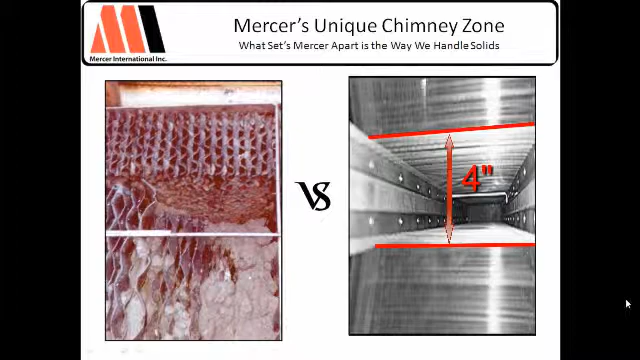 Mercer's Unique Chimney Zone
What Set's Mercer Apart is the Way We Handle Solids
Mercer International Inc.
VS
4"